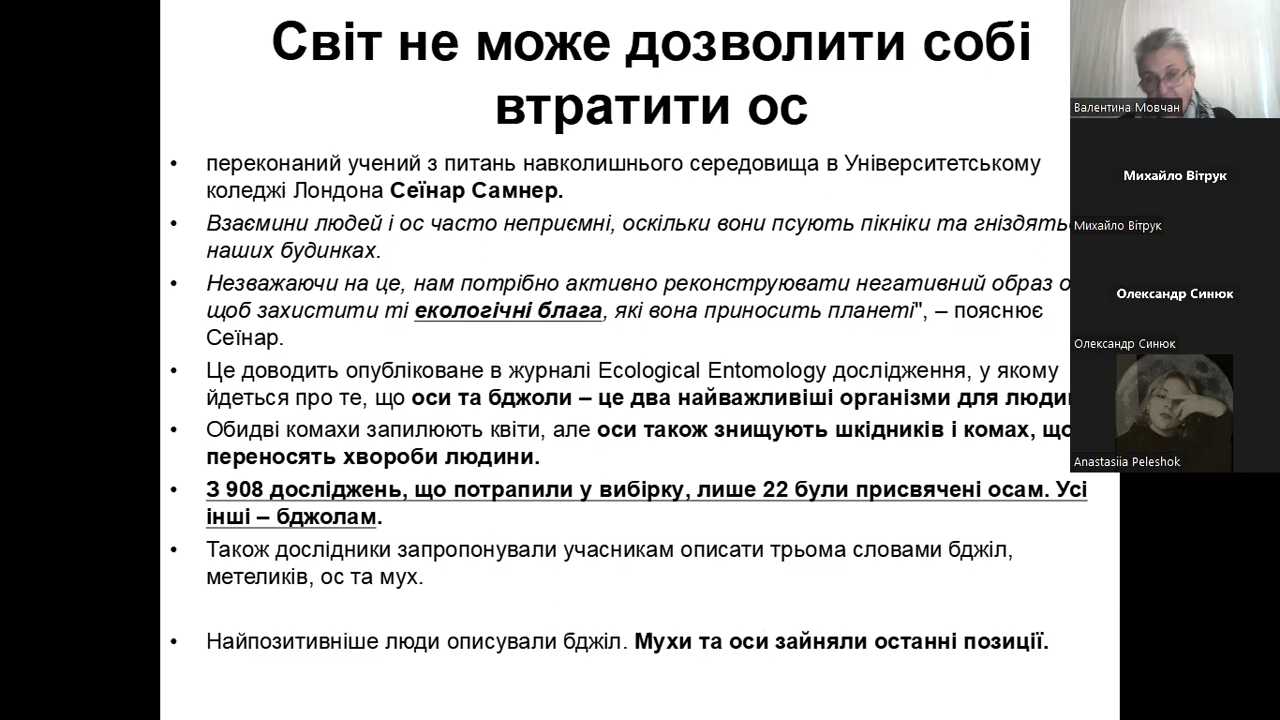 Світ не може дозволити собі
втратити ос
• переконаний учений з питань навколишнього середовища в Університетському
коледжі Лондона Сеїнар Самнер.
• Взаємини людей і ос часто неприємні, оскільки вони псують пікніки та гніздять
наших будинках.
• Незважаючи на це, нам потрібно активно реконструювати негативний образ о
щоб захистити ті екологічні блага, які вона приносить планеті", – пояснює
Сеїнар.
• Це доводить опубліковане в журналі Ecological Entomology дослідження, у якому
йдеться про те, що оси та бджоли – це два найважливіші організми для люди
• Обидві комахи запилюють квіти, але оси також знищують шкідників і комах, що
переносять хвороби людини.
• З 908 досліджень, що потрапили у вибірку, лише 22 були присвячені осам. Усі
інші – бджолам.
• Також дослідники запропонували учасникам описати трьома словами бджіл,
метеликів, ос та мух.
• Найпозитивніше люди описували бджіл. Мухи та оси зайняли останні позиції.
Валентина Мовчан
Михайло Вітрук
Михайло Вітрук
Олександр Синюк
Олександр Синюк
Anastasiia Peleshok